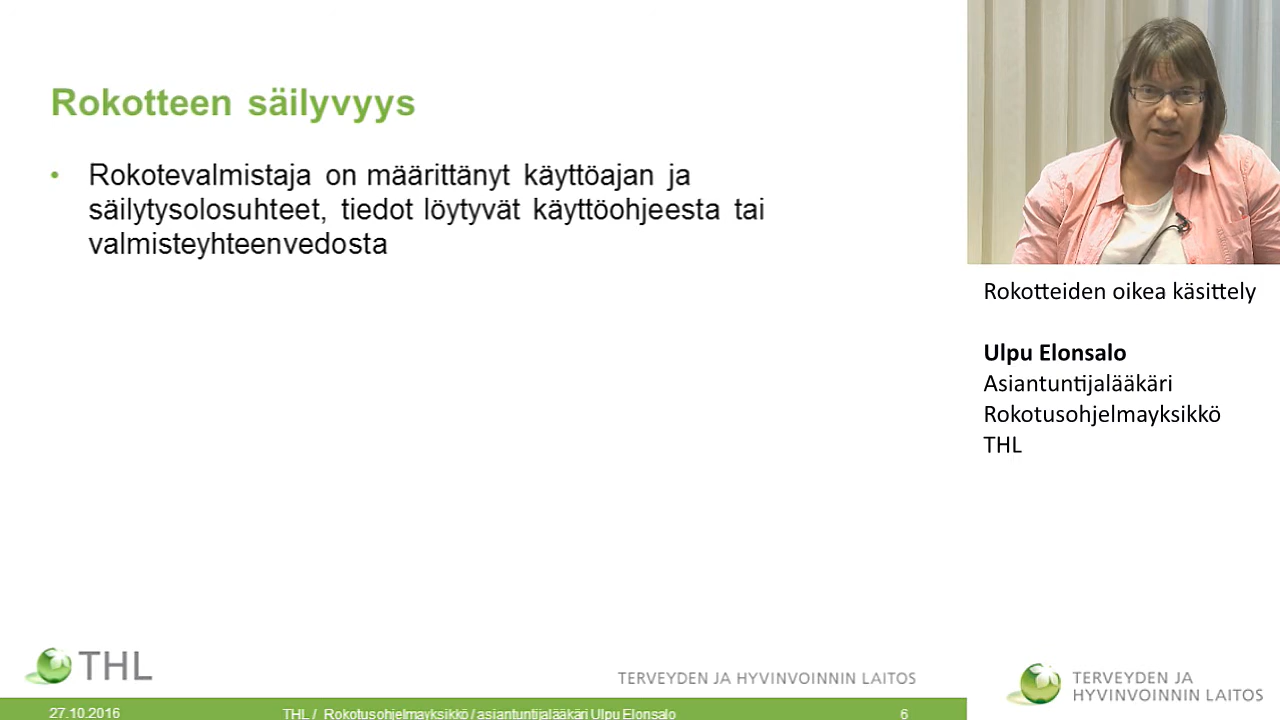 Rokotteen säilyvyys
• Rokotevalmistaja on määrittänyt käyttöajan ja
säilytysolosuhteet, tiedot löytyvät käyttöohjeesta tai
valmisteyhteenvedosta
Rokotteiden oikea käsittely
Ulpu Elonsalo
Asiantuntijalääkäri
Rokotusohjelmayksikkö
THL
THL
TERVEYDEN JA HYVINVOINNIN LAITOS
TERVEYDEN JA
HYVINVOINNIN LAITOS
27.10.2016
THL / Rokotusohjelmayksikkö / asiantuntijalääkäri Ulpu Elonsalo
6